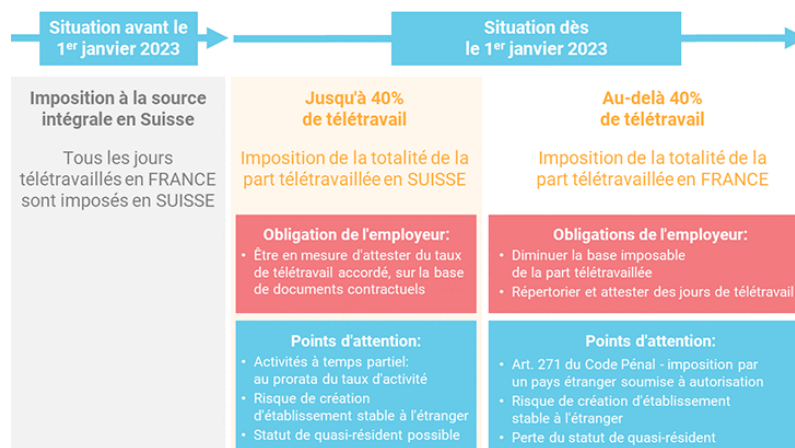 Situation avant le
1er janvier 2023
Situation dès
le 1er janvier 2023
Imposition à la source
intégrale en Suisse
Tous les jours
télétravaillés en FRANCE
sont imposés en SUISSE
Jusqu'à 40%
de télétravail
Imposition de la totalité de la
part télétravaillée en SUISSE
Obligation de l'employeur:
• Être en mesure d'attester du taux
de télétravail accordé, sur la base
de documents contractuels
Points d'attention:
• Activités à temps partiel:
au prorata du taux d'activité
• Risque de création
d'établissement stable à l'étranger
• Statut de quasi-résident possible
Au-delà 40%
de télétravail
Imposition de la totalité de la
part télétravaillée en FRANCE
Obligations de l'employeur:
• Diminuer la base imposable
de la part télétravaillée
• Répertorier et attester des jours de télétravail
Points d'attention:
• Art. 271 du Code Pénal - imposition par
un pays étranger soumise à autorisation
• Risque de création d'établissement
stable à l'étranger
• Perte du statut de quasi-résident